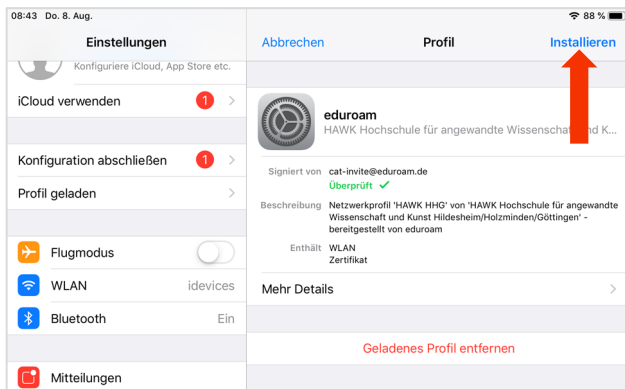 08:43 Do. 8. Aug.
88 %
Einstellungen
Konfiguriere iCloud, App Store etc.
iCloud verwenden 1
Konfiguration abschließen 1
Profil geladen
Flugmodus
WLAN idevices
Bluetooth Ein
Mitteilungen
Abbrechen Profil Installieren
eduroam
HAWK Hochschule für angewandte Wissenschaft und K...
Signiert von cat-invite@eduroam.de
Überprüft
Beschreibung Netzwerkprofil 'HAWK HHG' von 'HAWK Hochschule für angewandte
Wissenschaft und Kunst Hildesheim/Holzminden/Göttingen' -
bereitgestellt von eduroam
Enthält WLAN
Zertifikat
Mehr Details
Geladenes Profil entfernen